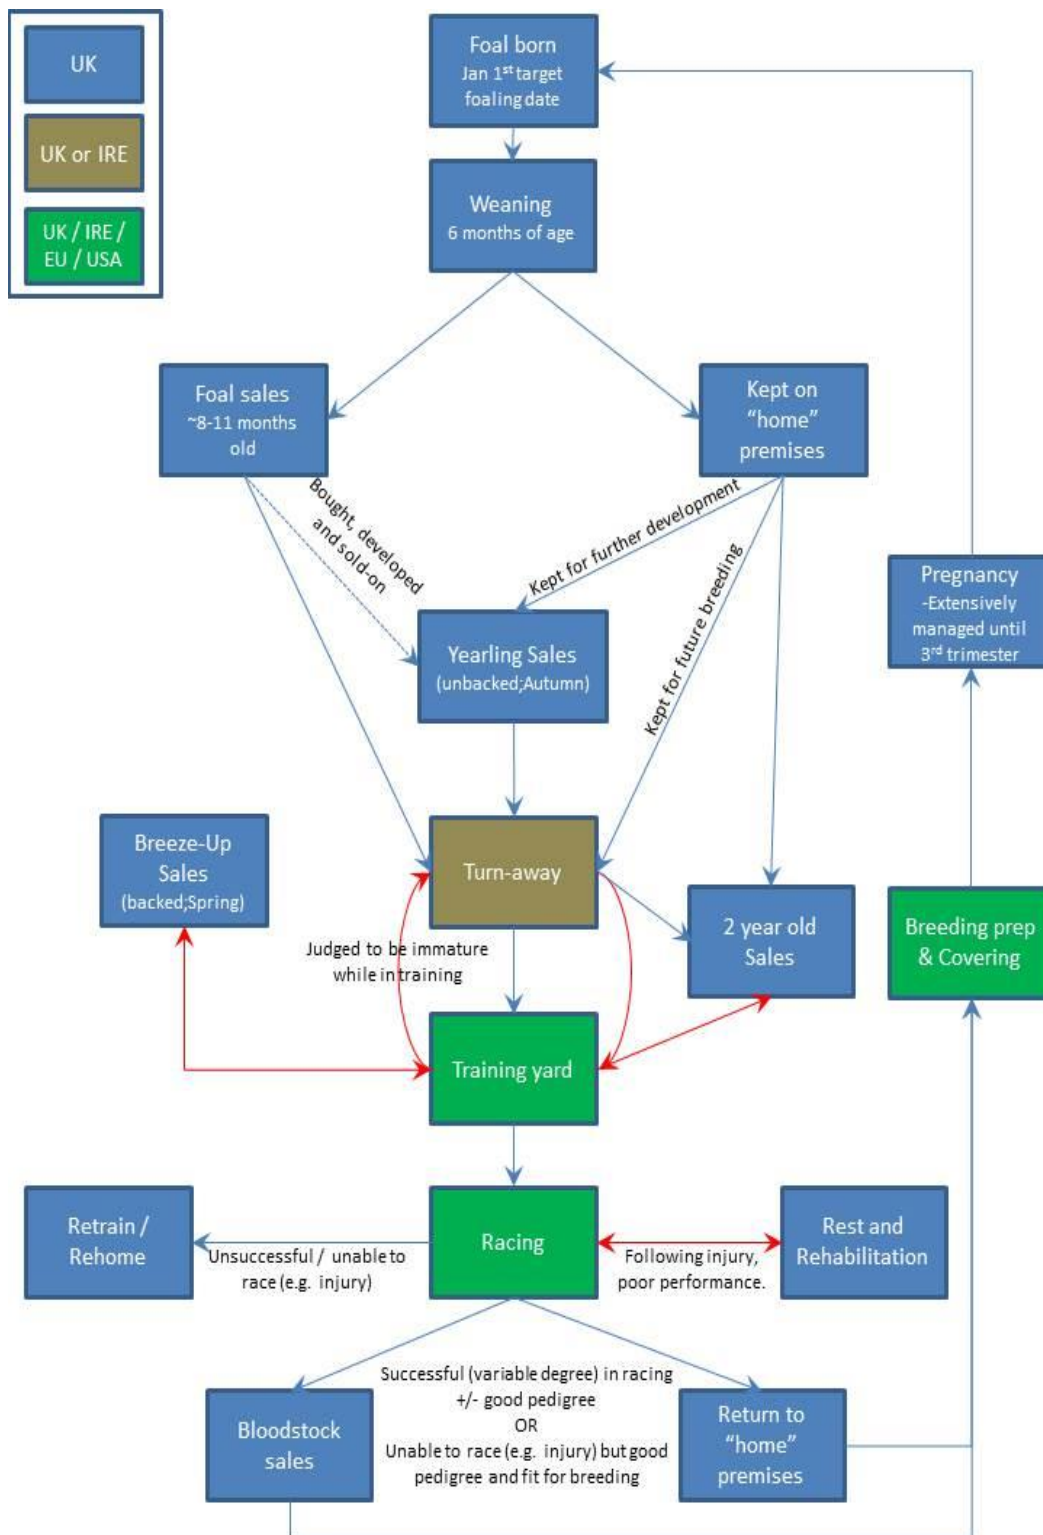 UK
UK or IRE
UK / IRE /
EU / USA
Foal born
Jan 1st target
foaling date
Weaning
6 months of age
Foal sales
~8-11 months
old
Kept on
“home”
premises
Bought, developed
and sold-on
Kept for further development
Kept for future breeding
Pregnancy
-Extensively
managed until
3rd trimester
Yearling Sales
(unbacked;Autumn)
Breeze-Up
Sales
(backed;Spring)
Turn-away
2 year old
Sales
Breeding prep
& Covering
Judged to be immature
while in training
Training yard
Retrain /
Rehome
Unsuccessful / unable to
race (e.g. injury)
Racing
Following injury,
poor performance.
Rest and
Rehabilitation
Bloodstock
sales
Successful (variable degree) in racing
+/- good pedigree
OR
Unable to race (e.g. injury) but good
pedigree and fit for breeding
Return to
“home”
premises